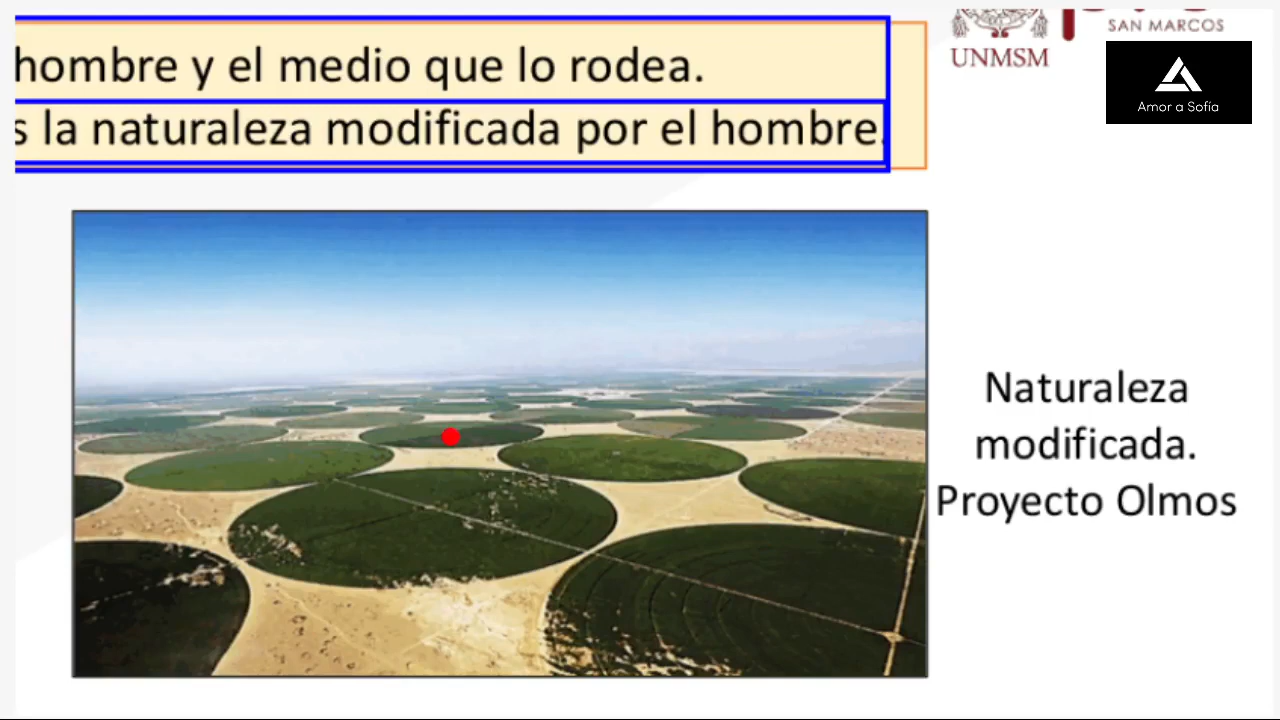 hombre y el medio que lo rodea.
s la naturaleza modificada por el hombre.
SAN MARCOS
UNMSM
Amor a Sofía
Naturaleza
modificada.
Proyecto Olmos